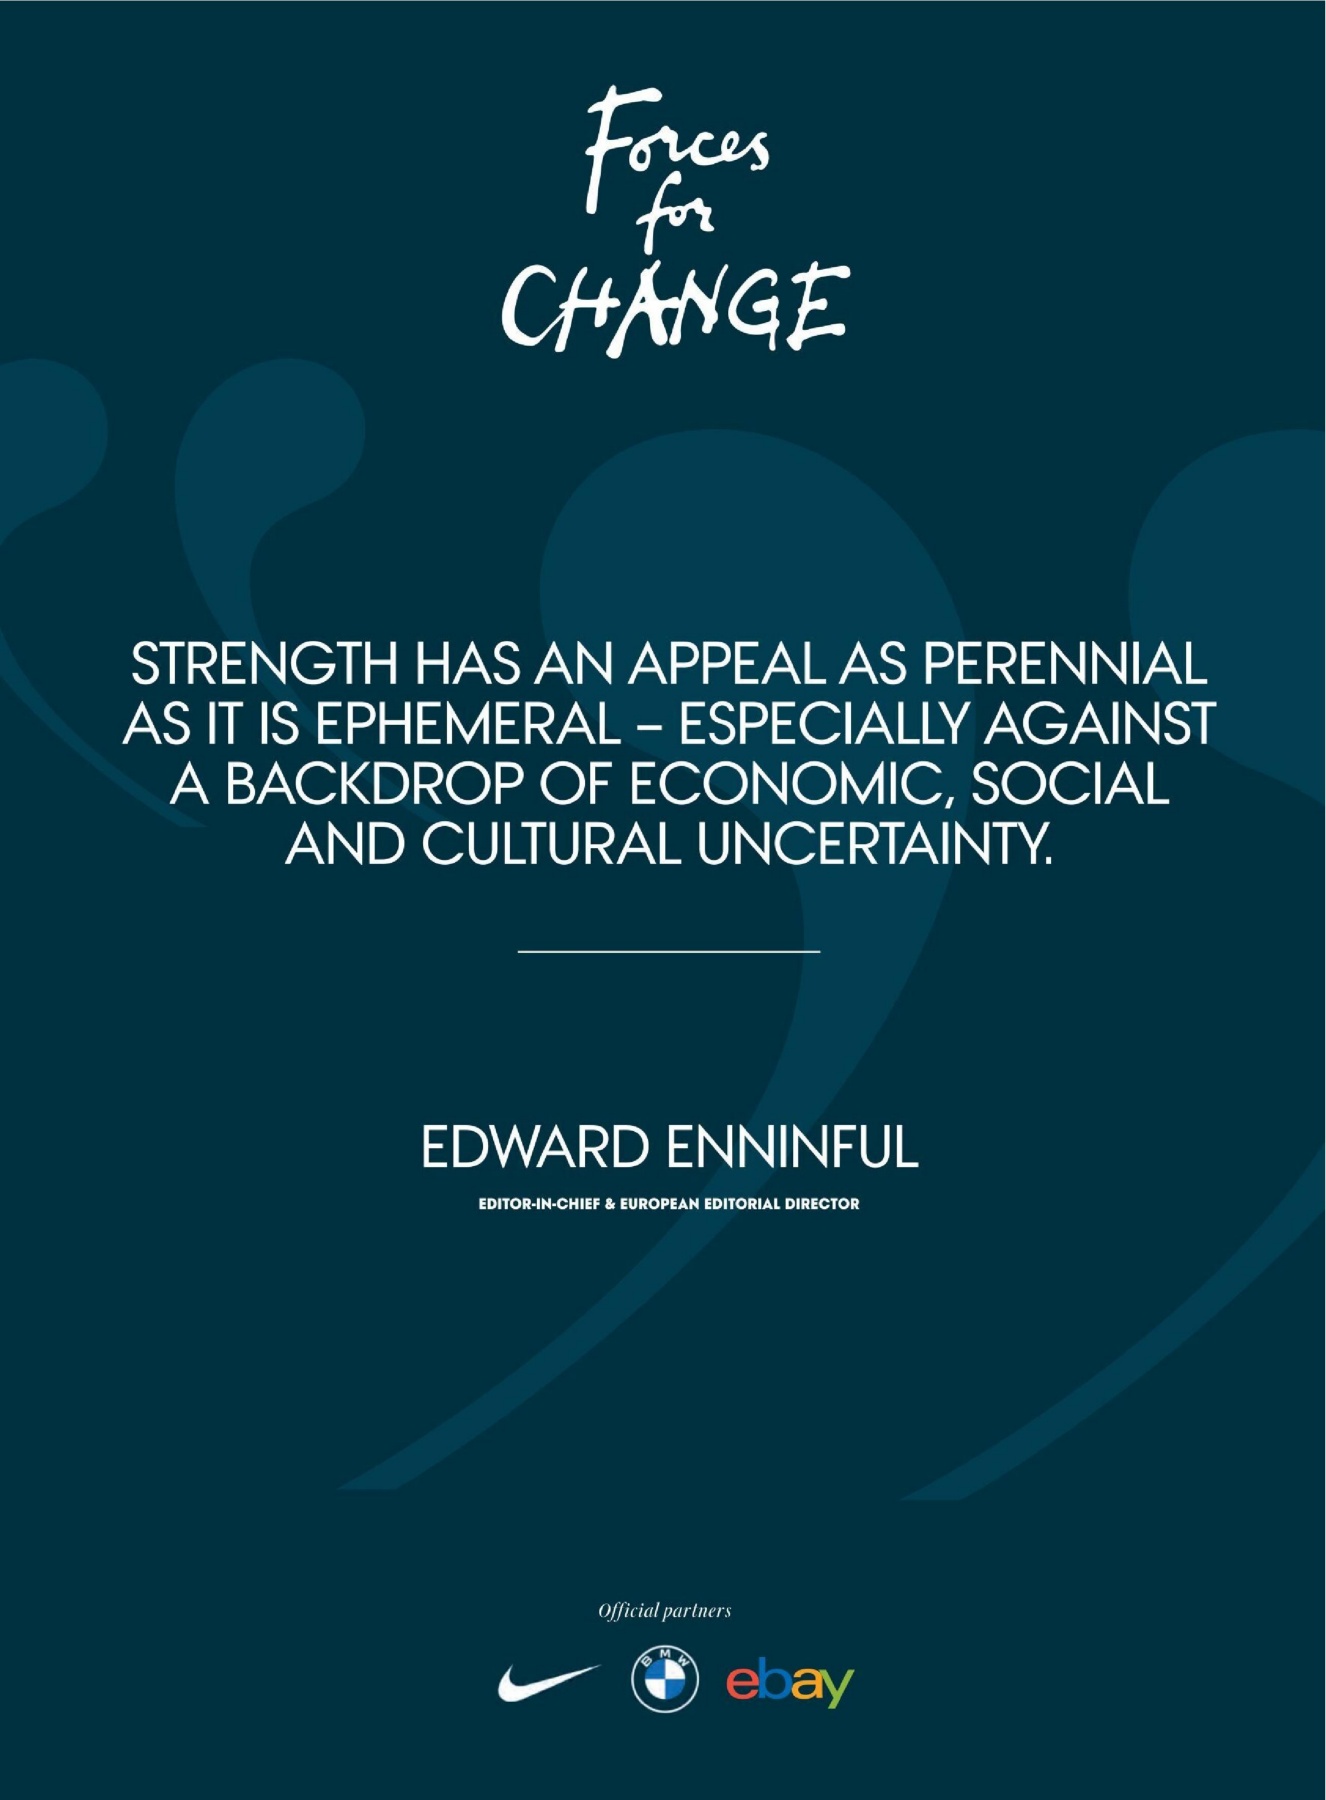 Forces
for
CHANGE
STRENGTH HAS AN APPEAL AS PERENNIAL
AS IT IS EPHEMERAL – ESPECIALLY AGAINST
A BACKDROP OF ECONOMIC, SOCIAL
AND CULTURAL UNCERTAINTY.
EDWARD ENNINFUL
EDITOR-IN-CHIEF & EUROPEAN EDITORIAL DIRECTOR
Official partners
BMW ebay